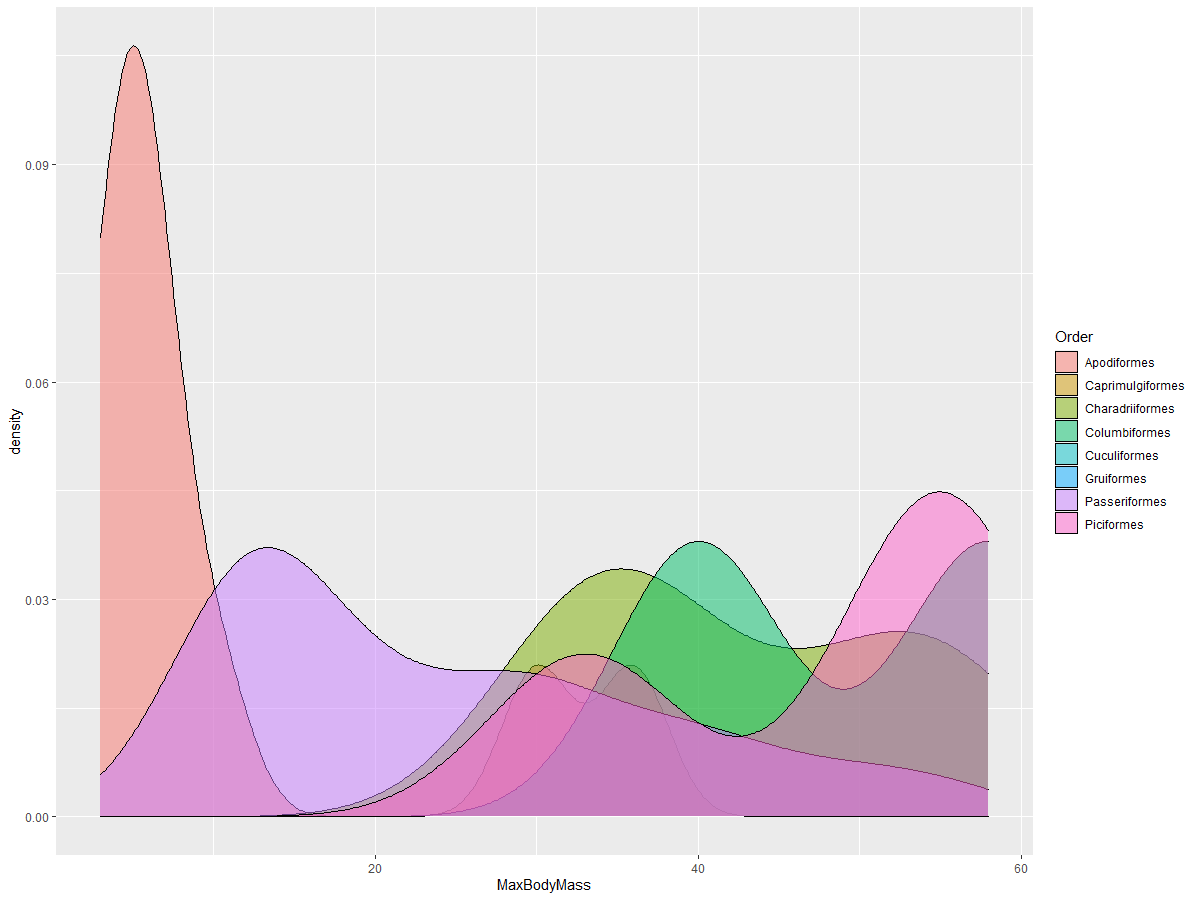 density
0.09
0.06
0.03
0.00
20
40
60
MaxBodyMass
Order
Apodiformes
Caprimulgiformes
Charadriiformes
Columbiformes
Cuculiformes
Gruiformes
Passeriformes
Piciformes